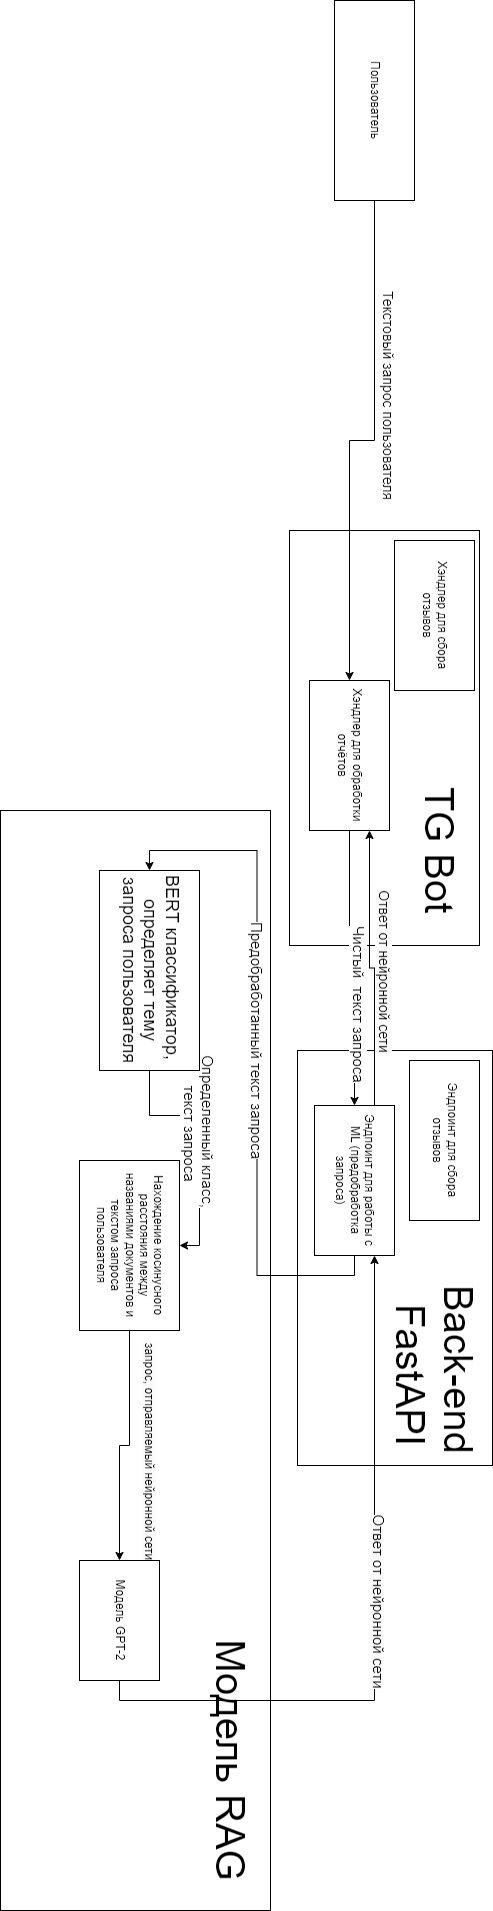 Пользователь
Текстовый запрос пользователя
TG Bot
Хэндлер для сбора
отзывов
Хэндлер для обработки
отчётов
Ответ от нейронной сети
Чистый текст запроса
Back-end
FastAPI
Эндпоинт для сбора
отзывов
Эндпоинт для работы с
ML (предобработка
запроса)
Предобработанный текст запроса
Ответ от нейронной сети
Модель RAG
BERT классификатор,
определяет тему
запроса пользователя
Определенный класс,
текст запроса
Нахождение косинусного
расстояния между
названиями документов и
текстом запроса
пользователя
запрос, отправляемый нейронной сети
Модель GPT-2